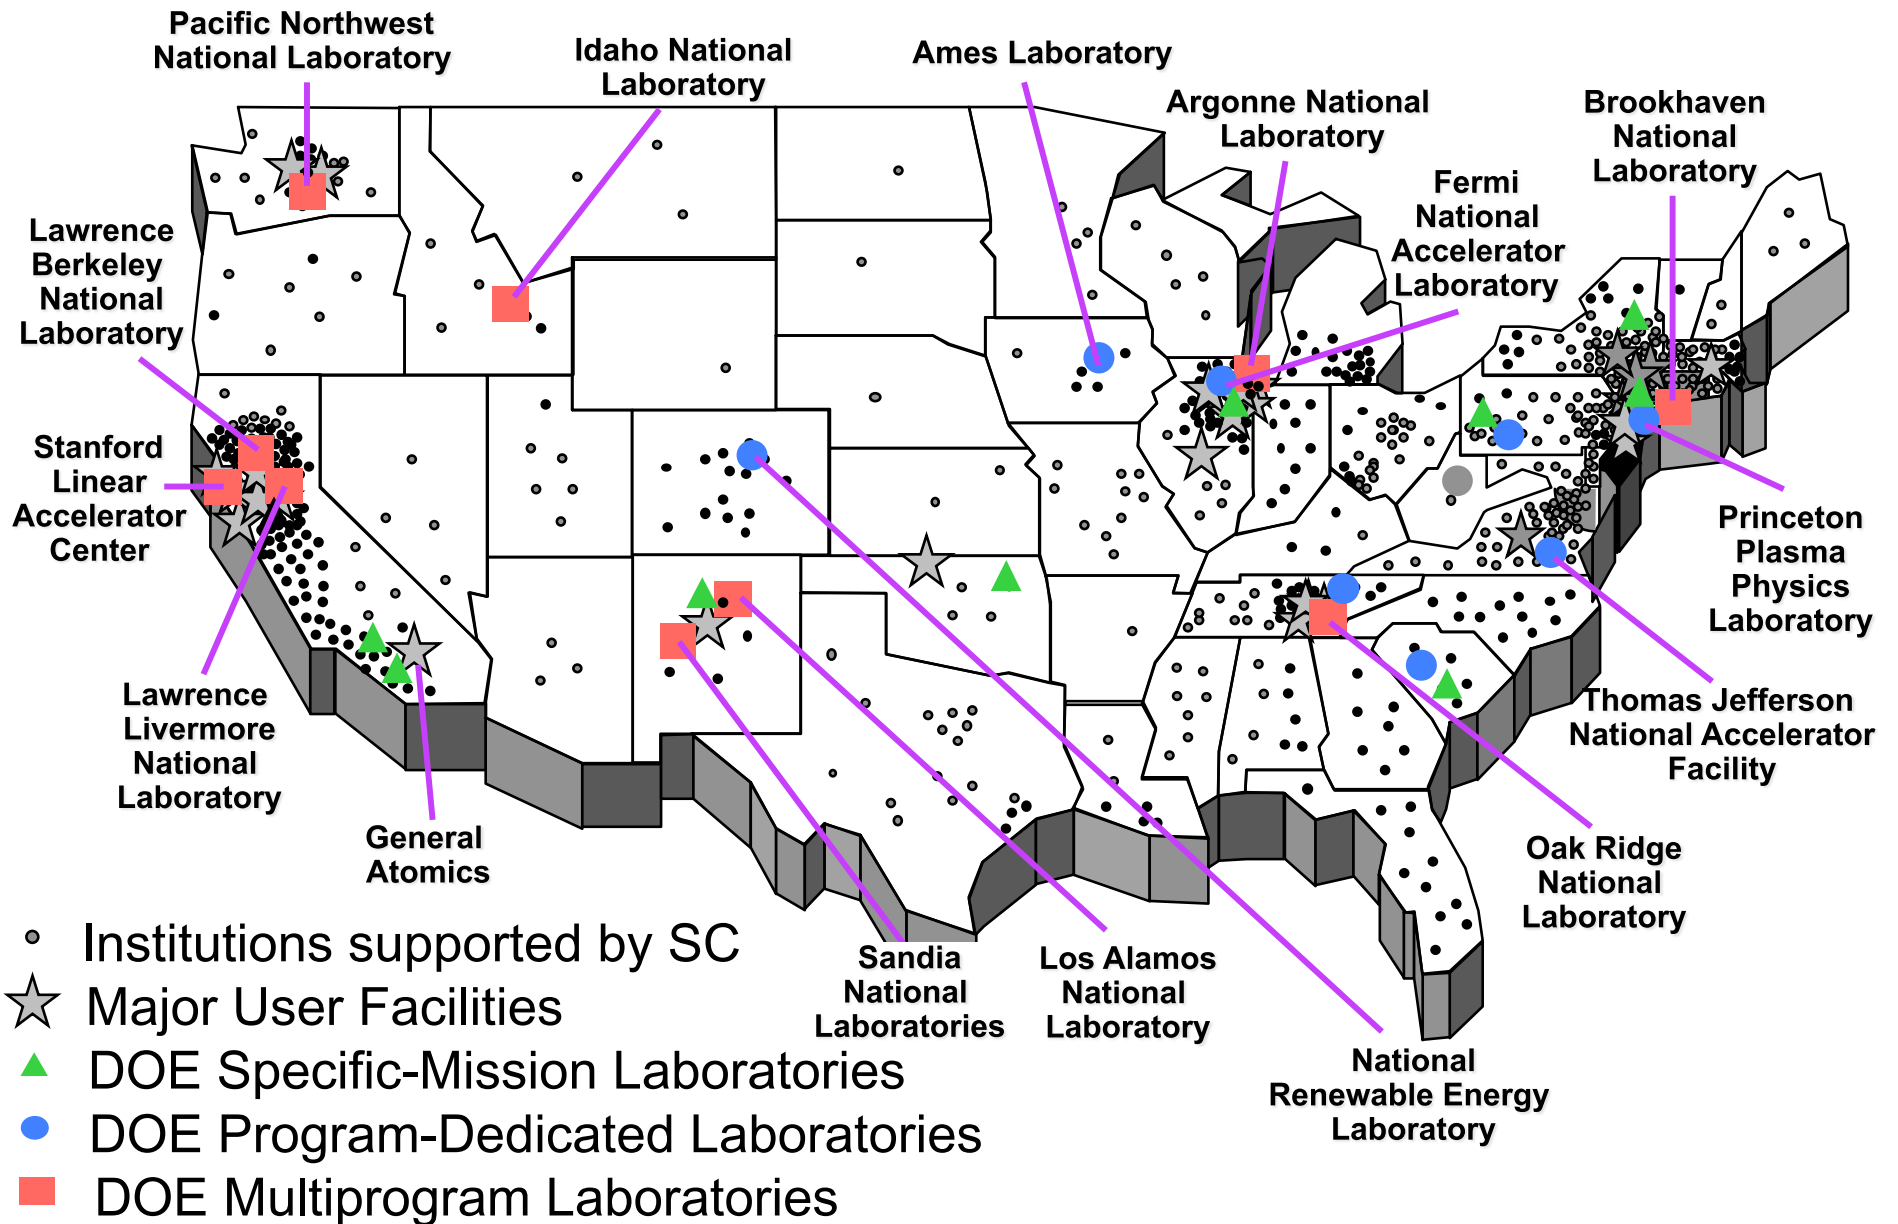 Pacific Northwest
National Laboratory
Idaho National
Laboratory
Ames Laboratory
Argonne National
Laboratory
Brookhaven
National
Laboratory
Fermi
National
Accelerator
Laboratory
Lawrence
Berkeley
National
Laboratory
Stanford
Linear
Accelerator
Center
Princeton
Plasma
Physics
Laboratory
Lawrence
Livermore
National
Laboratory
Thomas Jefferson
National Accelerator
Facility
General
Atomics
Oak Ridge
National
Laboratory
Sandia
National
Laboratories
Los Alamos
National
Laboratory
National
Renewable Energy
Laboratory
Institutions supported by SC
Major User Facilities
DOE Specific-Mission Laboratories
DOE Program-Dedicated Laboratories
DOE Multiprogram Laboratories